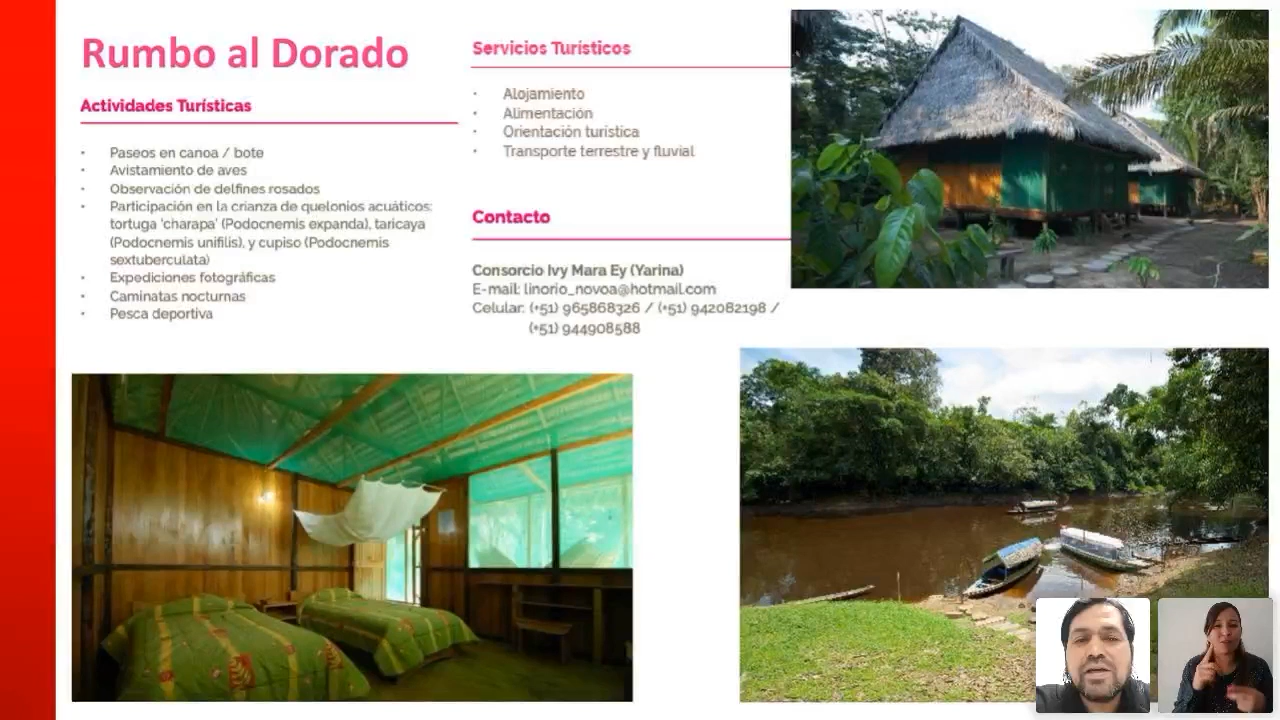 Rumbo al Dorado
Actividades Turísticas
• Paseos en canoa / bote
• Avistamiento de aves
• Observación de delfines rosados
• Participación en la crianza de quelonios acuáticos:
tortuga ‘charapa’ (Podocnemis expanda), taricaya
(Podocnemis unifilis), y cupiso (Podocnemis
sextuberculata)
• Expediciones fotográficas
• Caminatas nocturnas
• Pesca deportiva
Servicios Turísticos
• Alojamiento
• Alimentación
• Orientación turística
• Transporte terrestre y fluvial
Contacto
Consorcio Ivy Mara Ey (Yarina)
E-mail: linorio_novoa@hotmail.com
Celular: (+51) 965868326 / (+51) 942082198 /
(+51) 944908588